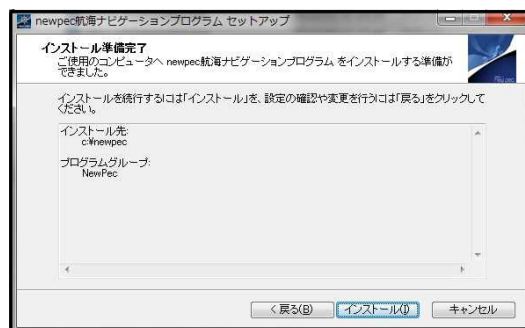 newpec航海ナビゲーションプログラム セットアップ
インストール準備完了
ご使用のコンピュータへ newpec航海ナビゲーションプログラム をインストールする準備が
できました。
インストールを続行するには「インストール」を、設定の確認や変更を行うには「戻る」をクリックして
ください。
インストール先:
c:¥newpec
プログラムグループ:
NewPec
< 戻る(B)
インストール(I)
キャンセル